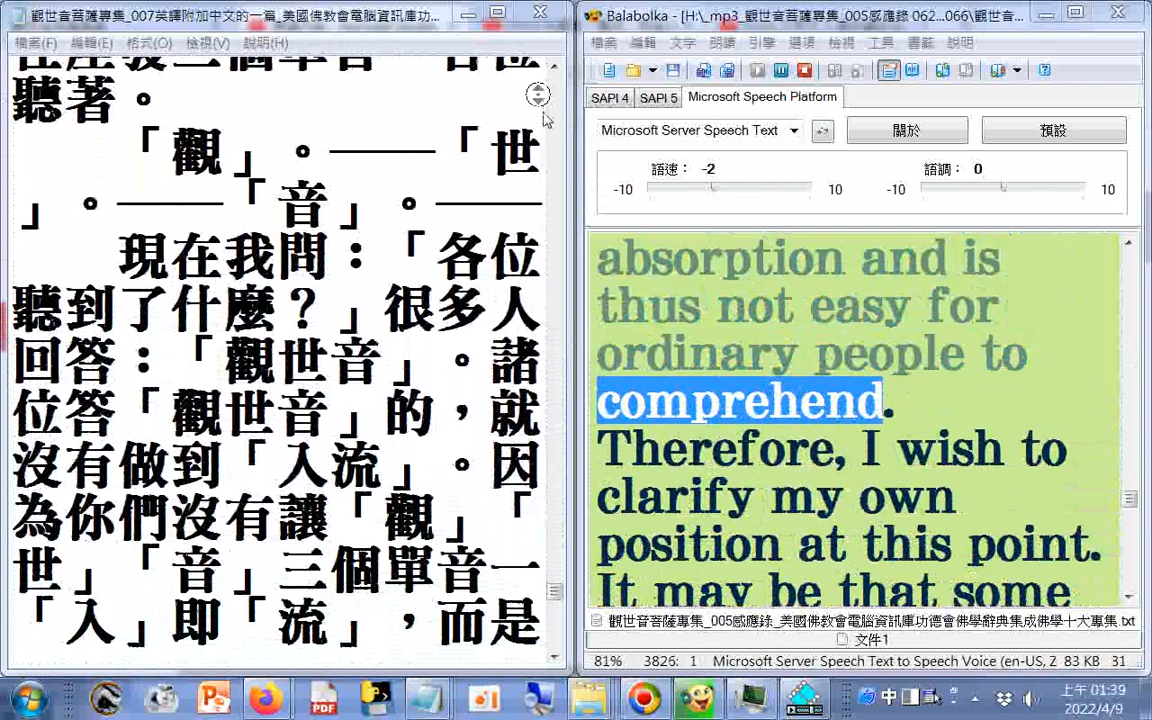 觀世音菩薩專集_007英譯附加中文的一篇_美國佛教會電腦資訊庫功...
檔案(F) 編輯(E) 格式(O) 檢視(V) 說明(H)
聽著。
「觀」。——「世
」。——「音」。——
現在我問：「各位
聽到了什麼？」很多人
回答：「觀世音」。諸
位答「觀世音」的，就因
沒有做到「入流」。因
為你們沒有讓「觀」「
世」「音」三個單音一
「入」即「流」，而是
Balabolka - [H:\_mp3_觀世音菩薩專集_005感應錄 062...066\觀世音...
檔案 編輯 文字 朗讀 引擎 選項 檢視 工具 書籤 說明
SAPI 4 SAPI 5 Microsoft Speech Platform
Microsoft Server Speech Text 關於 預設
語速: -2 語調: 0
-10 10 -10 10
absorption and is
thus not easy for
ordinary people to
comprehend.
Therefore, I wish to
clarify my own
position at this point.
It may be that some
觀世音菩薩專集_005感應錄_美國佛教會電腦資訊庫功德會佛學辭典集成佛學十大專集.txt
文件1
81% 3826: 1 Microsoft Server Speech Text to Speech Voice (en-US, Z 83 KB 31
中
上午 01:39
2022/4/9